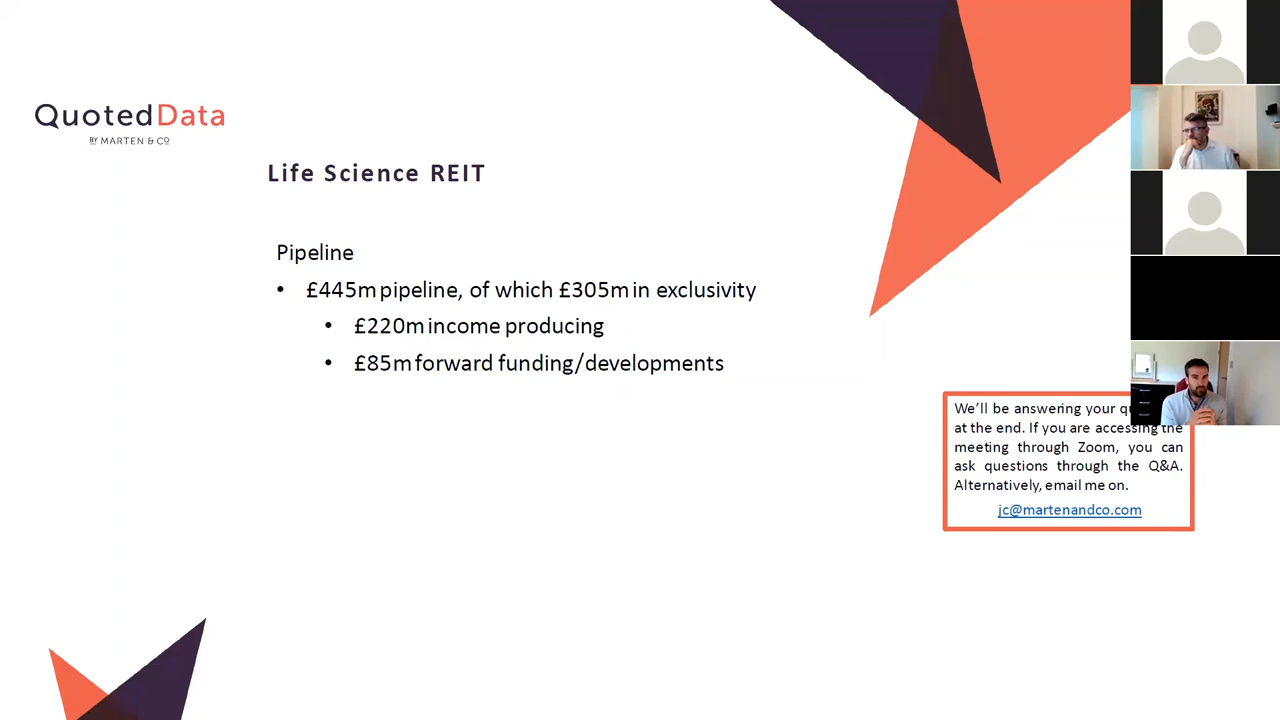 QuotedData
BY MARTEN & CO
Life Science REIT
Pipeline
• £445m pipeline, of which £305m in exclusivity
• £220m income producing
• £85m forward funding/developments
We'll be answering your
at the end. If you are accessing the
meeting through Zoom, you can
ask questions through the Q&A.
Alternatively, email me on.
jc@martenandco.com